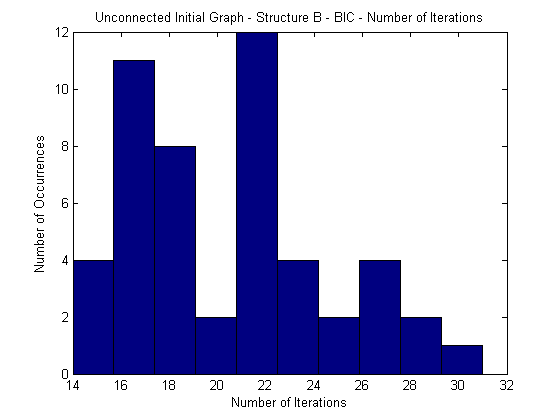 Unconnected Initial Graph - Structure B - BIC - Number of Iterations
12
10
8
6
4
2
0
Number of Occurrences
14 16 18 20 22 24 26 28 30 32
Number of Iterations